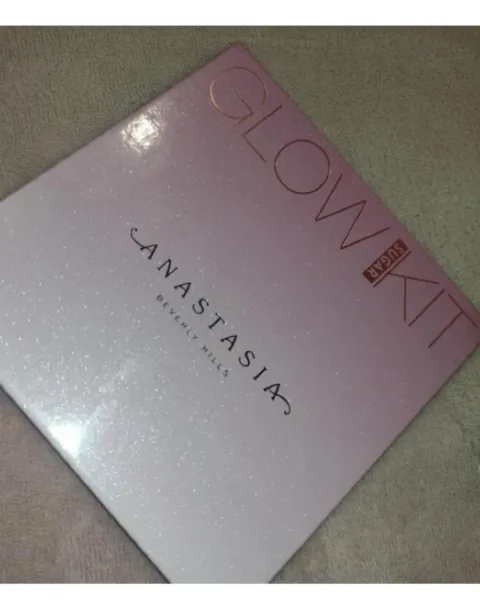 GLOW KIT
SUGAR
ANASTASIA
BEVERLY HILLS